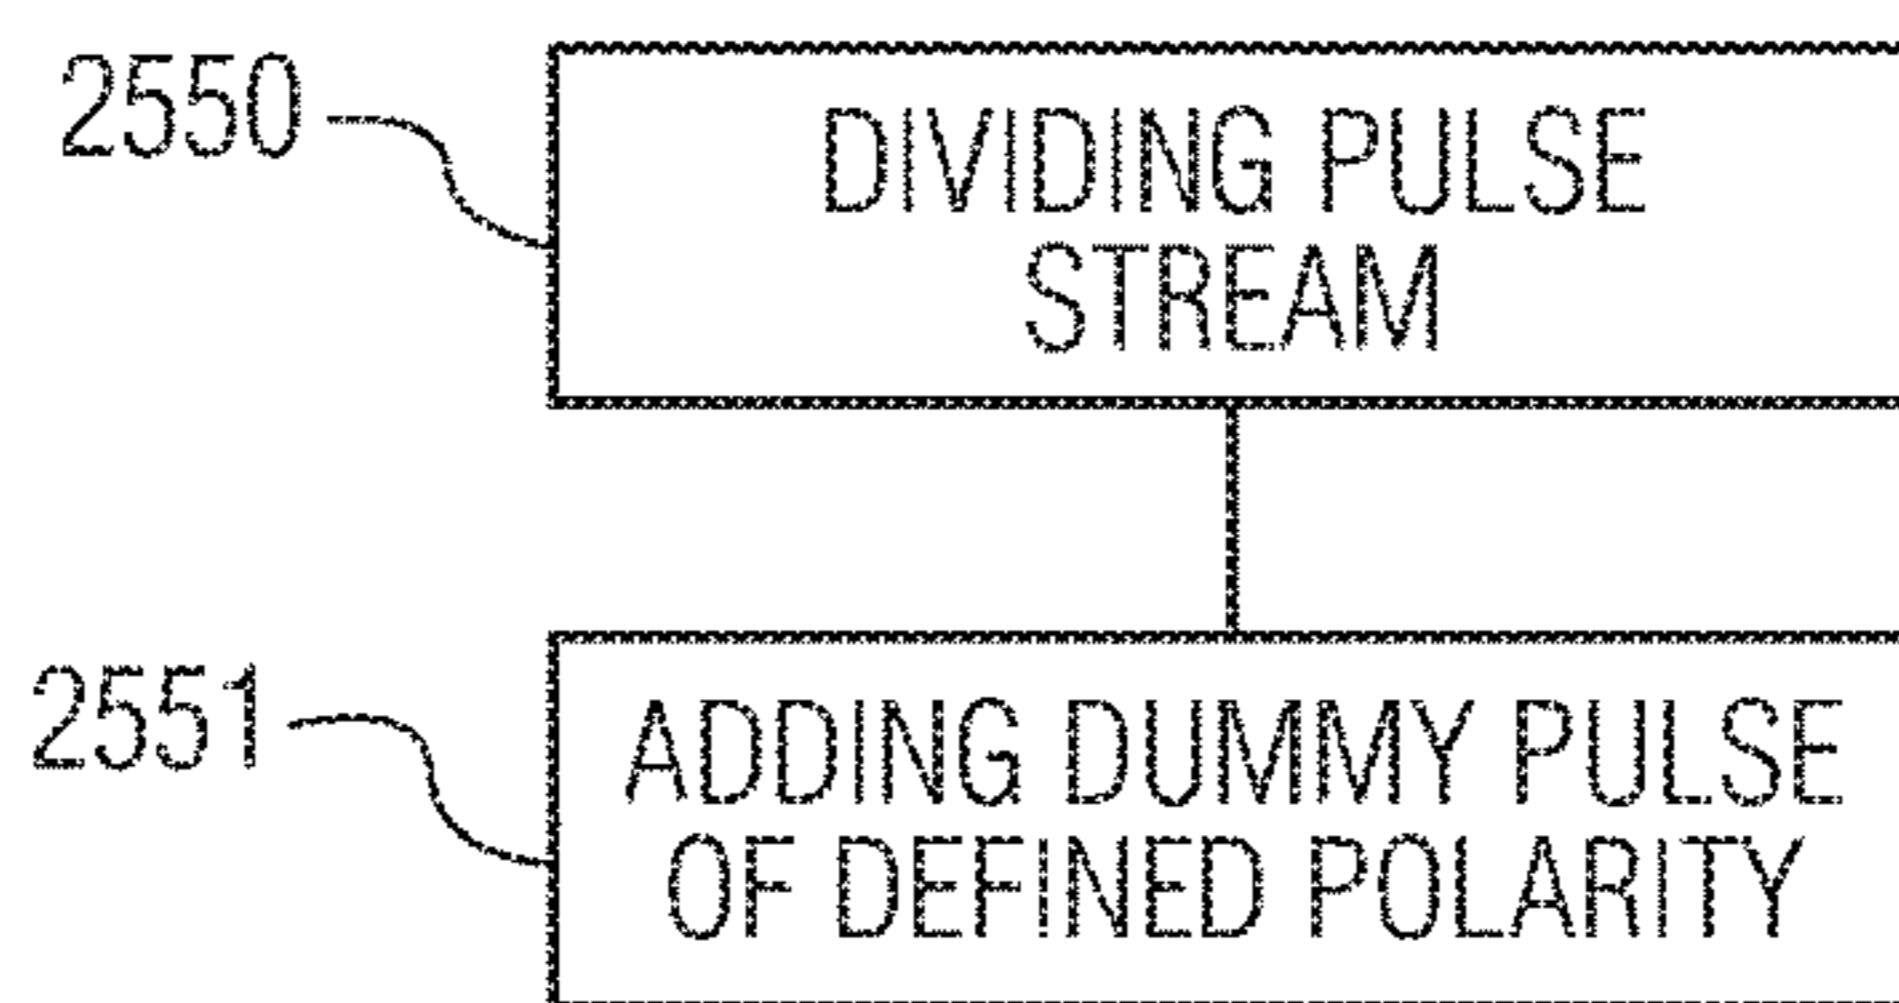 2550
DIVIDING PULSE
STREAM
2551
ADDING DUMMY PULSE
OF DEFINED POLARITY